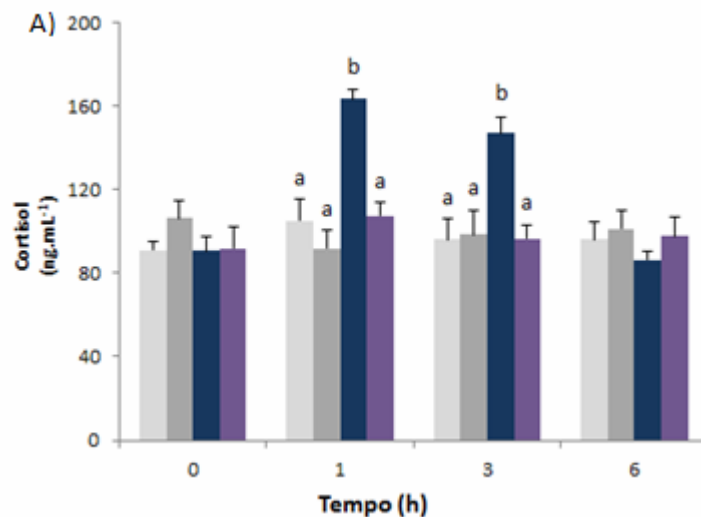 A)
200
160
120
80
40
0
Cortisol
(ng.mL⁻¹)
b
b
a
a
a
a
a
a
0 1 3 6
Tempo (h)